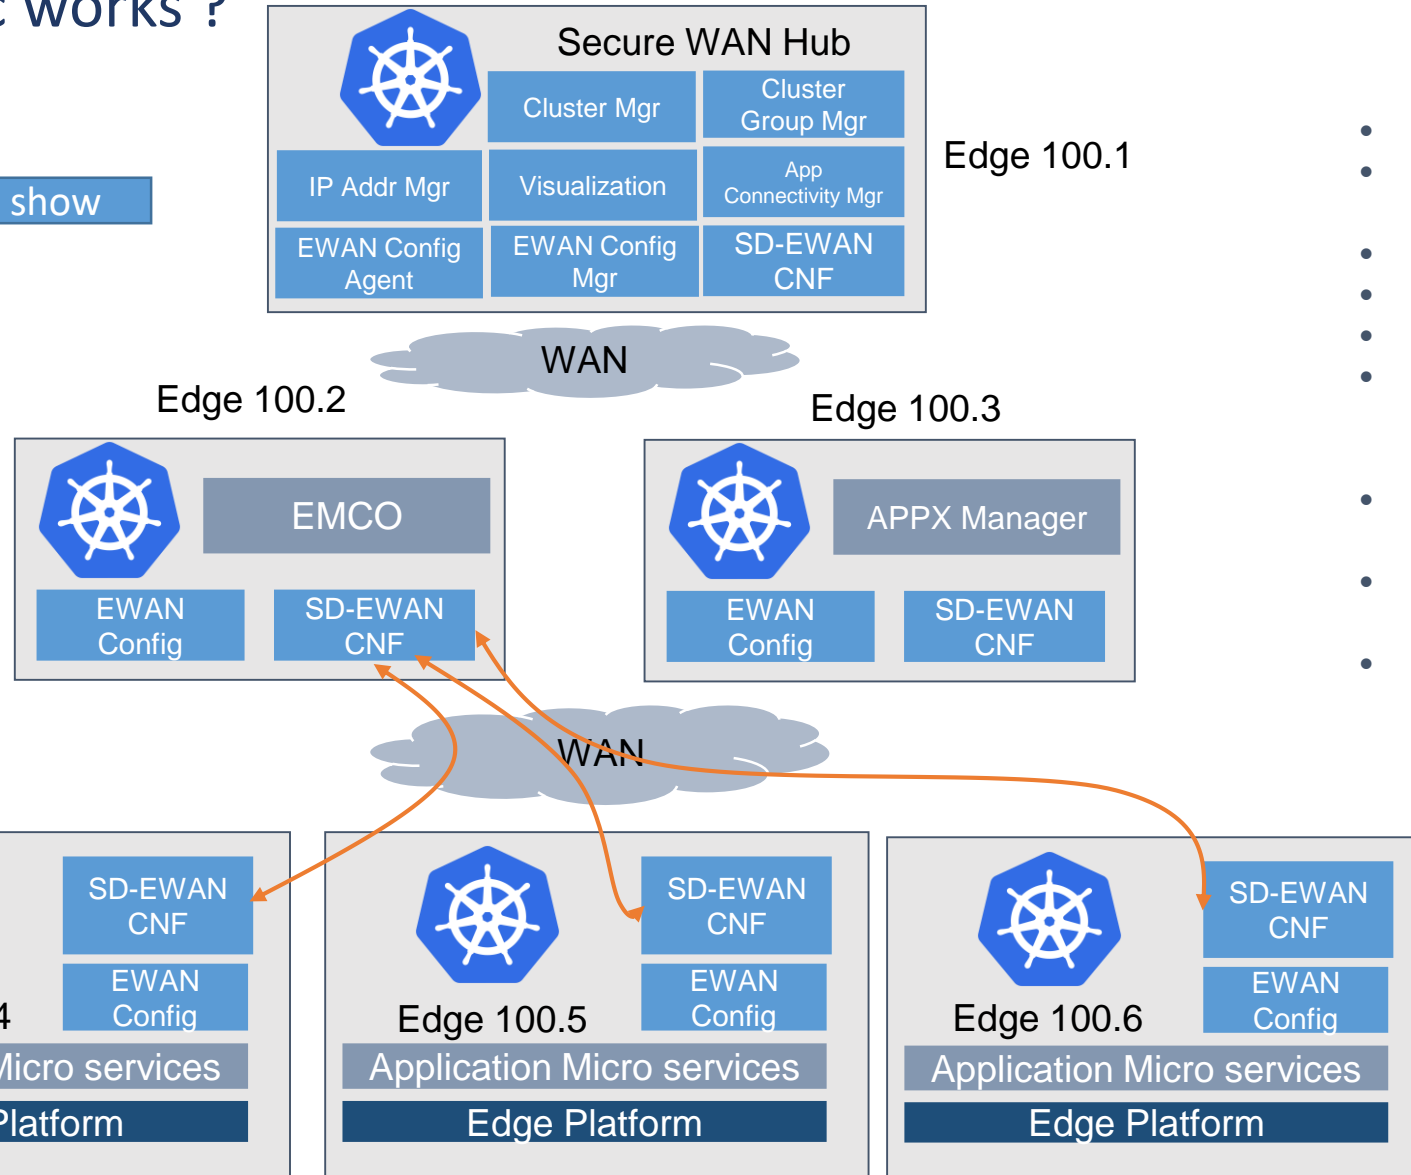 works ?
Secure WAN Hub
Cluster Mgr
Cluster
Group Mgr
Edge 100.1
IP Addr Mgr
Visualization
App
Connectivity Mgr
show
EWAN Config
Agent
EWAN Config
Mgr
SD-EWAN
CNF
WAN
Edge 100.2
Edge 100.3
EMCO
APPX Manager
EWAN
Config
SD-EWAN
CNF
EWAN
Config
SD-EWAN
CNF
WAN
SD-EWAN
CNF
SD-EWAN
CNF
SD-EWAN
CNF
EWAN
Config
EWAN
Config
EWAN
Config
4
Edge 100.5
Edge 100.6
Micro services
Application Micro services
Application Micro services
Platform
Edge Platform
Edge Platform